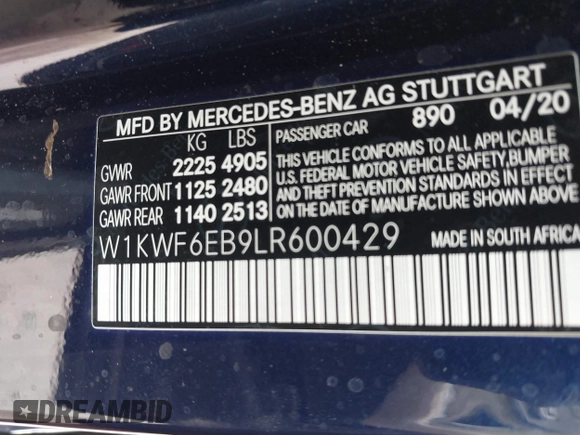 MFD BY MERCEDES-BENZ AG STUTTGART
KG LBS PASSENGER CAR 890 04/20
GVWR 2225 4905
GAWR FRONT 1125 2480
GAWR REAR 1140 2513
THIS VEHICLE CONFORMS TO ALL APPLICABLE
U.S. FEDERAL MOTOR VEHICLE SAFETY, BUMPER
AND THEFT PREVENTION STANDARDS IN EFFECT
ON THE DATE OF MANUFACTURE SHOWN ABOVE.
W1KWF6EB9LR600429 MADE IN SOUTH AFRICA
DREAMBID